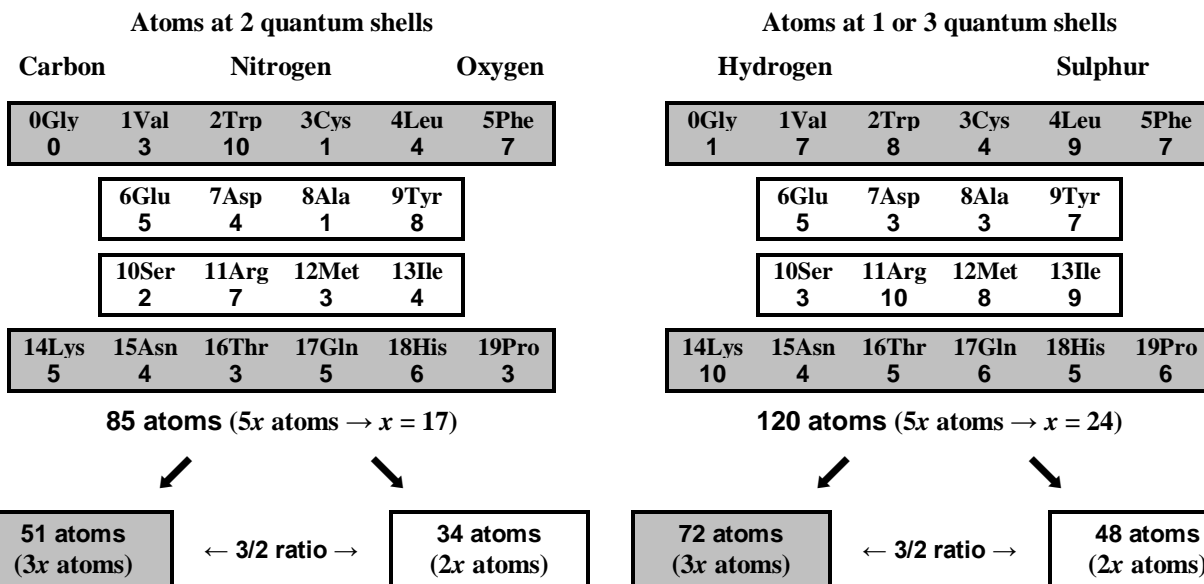 Atoms at 2 quantum shells
Carbon Nitrogen Oxygen
0Gly 1Val 2Trp 3Cys 4Leu 5Phe
0 3 10 1 4 7
6Glu 7Asp 8Ala 9Tyr
5 4 1 8
10Ser 11Arg 12Met 13Ile
2 7 3 4
14Lys 15Asn 16Thr 17Gln 18His 19Pro
5 4 3 5 6 3
85 atoms (5x atoms → x = 17)
51 atoms
(3x atoms)
← 3/2 ratio →
34 atoms
(2x atoms)
Atoms at 1 or 3 quantum shells
Hydrogen Sulphur
0Gly 1Val 2Trp 3Cys 4Leu 5Phe
1 7 8 4 9 7
6Glu 7Asp 8Ala 9Tyr
5 3 3 7
10Ser 11Arg 12Met 13Ile
3 10 8 9
14Lys 15Asn 16Thr 17Gln 18His 19Pro
10 4 5 6 5 6
120 atoms (5x atoms → x = 24)
72 atoms
(3x atoms)
← 3/2 ratio →
48 atoms
(2x atoms)